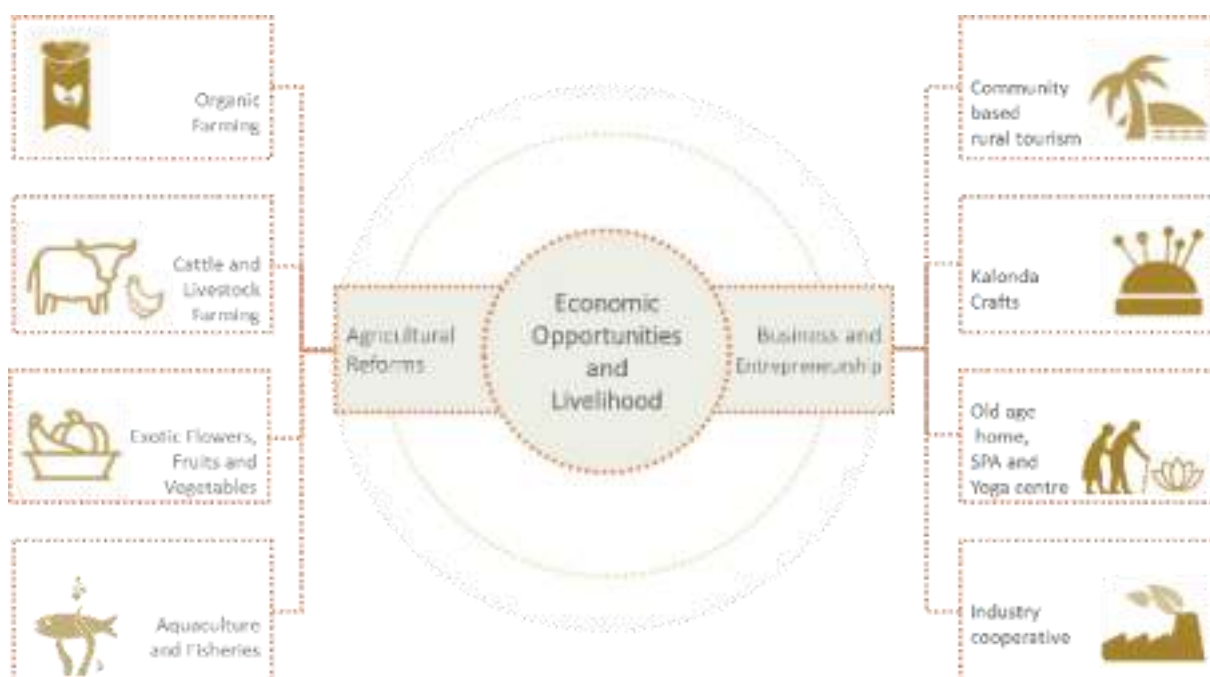 Organic
Farming
Cattle and
Livestock
Farming
Exotic Flowers,
Fruits and
Vegetables
Aquaculture
and Fisheries
Agricultural
Reforms
Economic
Opportunities
and
Livelihood
Business and
Entrepreneurship
Community
based
rural tourism
Kalonda
Crafts
Old age
home,
SPA and
Yoga centre
Industry
cooperative